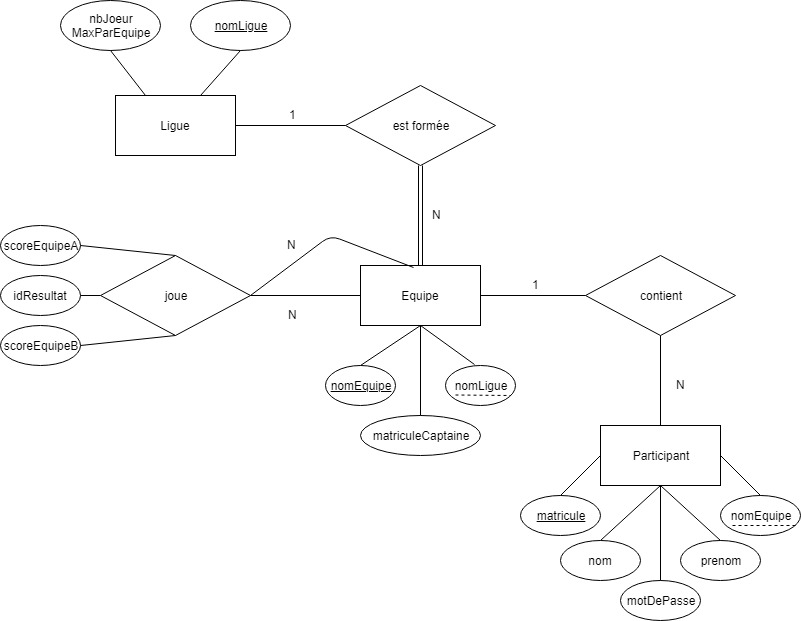 nbJoeur
MaxParEquipe
nomLigue
Ligue
1
est formée
N
scoreEquipeA
idResultat
scoreEquipeB
joue
N
N
Equipe
1
contient
N
nomEquipe
nomLigue
matriculeCaptaine
Participant
matricule
nomEquipe
nom
prenom
motDePasse